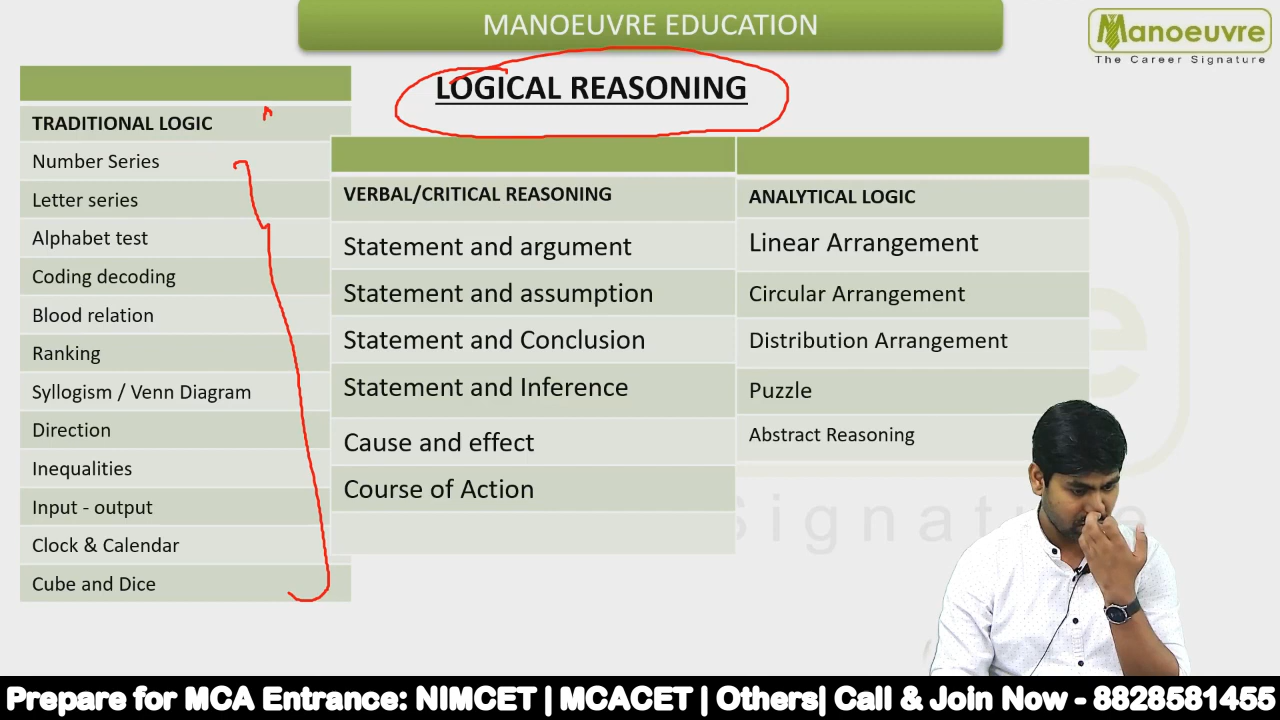 MANOEUVRE EDUCATION
Manoeuvre
The Career Signature
LOGICAL REASONING
TRADITIONAL LOGIC
Number Series
Letter series
Alphabet test
Coding decoding
Blood relation
Ranking
Syllogism / Venn Diagram
Direction
Inequalities
Input - output
Clock & Calendar
Cube and Dice
VERBAL/CRITICAL REASONING
Statement and argument
Statement and assumption
Statement and Conclusion
Statement and Inference
Cause and effect
Course of Action
ANALYTICAL LOGIC
Linear Arrangement
Circular Arrangement
Distribution Arrangement
Puzzle
Abstract Reasoning
Signature
Prepare for MCA Entrance: NIMCET | MCACET | Others| Call & Join Now - 8828581455